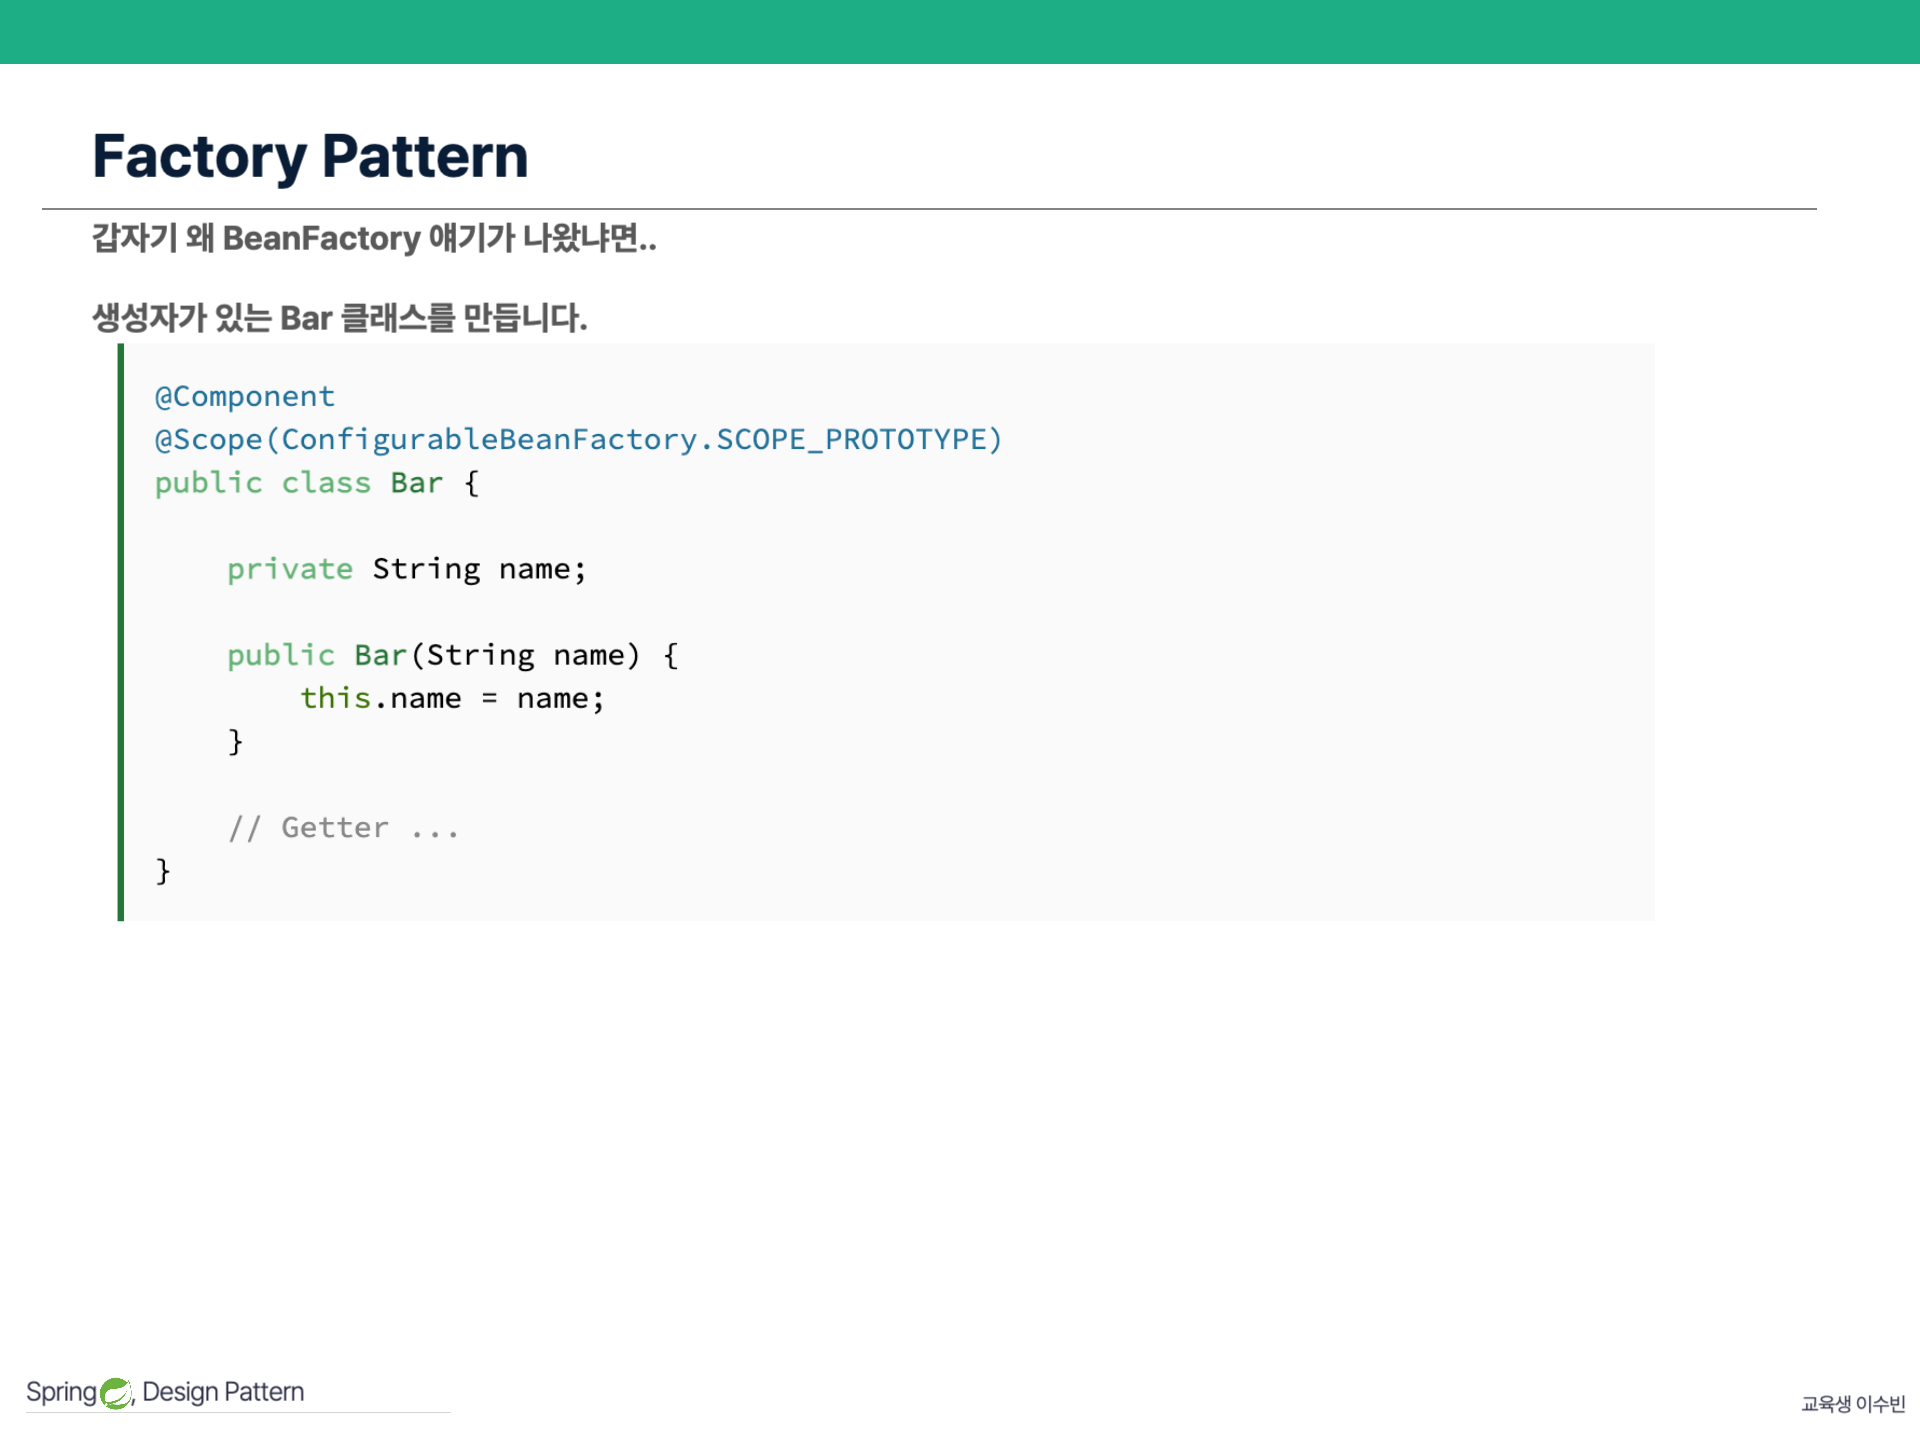 Factory Pattern
갑자기 왜 BeanFactory 얘기가 나왔냐면..
생성자가 있는 Bar 클래스를 만듭니다.
@Component
@Scope(ConfigurableBeanFactory.SCOPE_PROTOTYPE)
public class Bar {
    private String name;
    public Bar(String name) {
        this.name = name;
    }
    // Getter ...
}
Spring, Design Pattern
교육생 이수빈